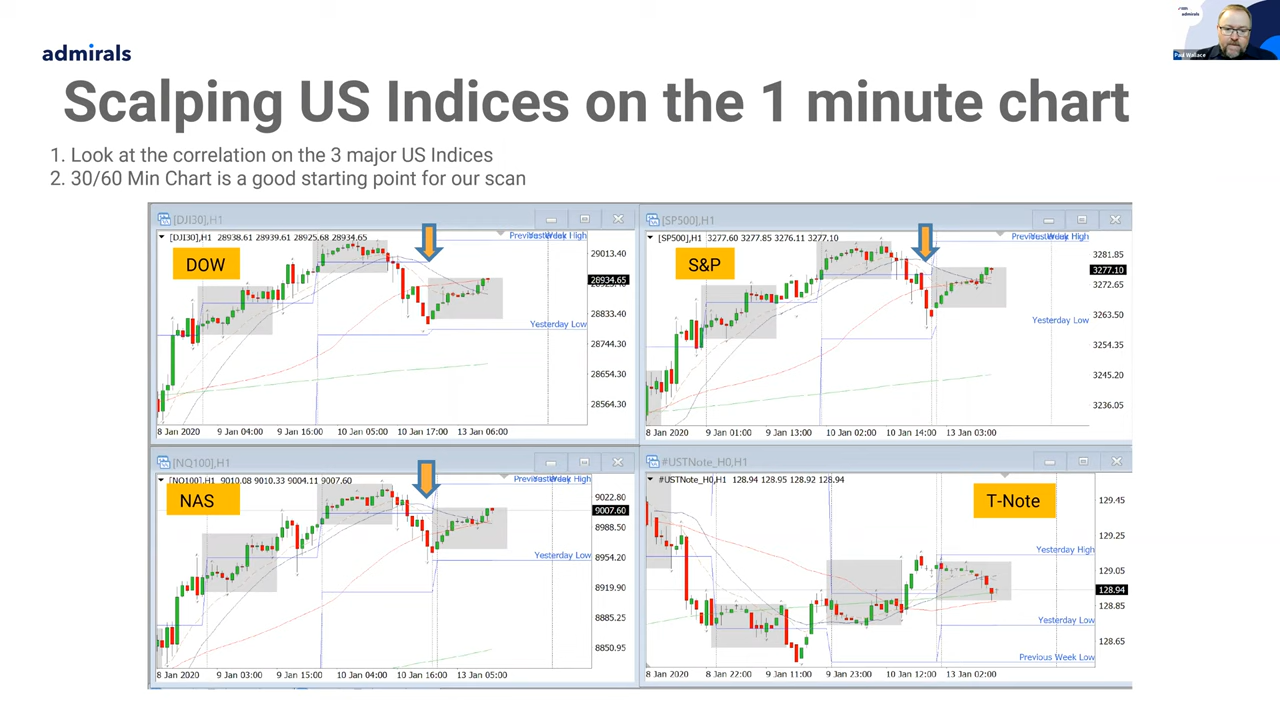 admirals
admirals
Paul Wallace
Scalping US Indices on the 1 minute chart
1. Look at the correlation on the 3 major US Indices
2. 30/60 Min Chart is a good starting point for our scan
[DJI30],H1
[DJI30],H1 28938.61 28939.61 28925.68 28934.65
DOW
Yesterday Low
29013.40
28934.65
28833.40
28744.30
28654.30
28564.30
8 Jan 2020 9 Jan 04:00 9 Jan 16:00 10 Jan 05:00 10 Jan 17:00 13 Jan 06:00
[SP500],H1
[SP500],H1 3277.60 3277.85 3276.11 3277.10
S&P
Yesterday Low
3281.85
3277.10
3272.65
3263.50
3254.35
3245.20
3236.05
8 Jan 2020 9 Jan 01:00 9 Jan 13:00 10 Jan 02:00 10 Jan 14:00 13 Jan 03:00
[NQ100],H1
[NQ100],H1 9010.08 9010.33 9004.11 9007.60
NAS
Yesterday Low
9022.80
9007.60
8988.50
8954.20
8919.90
8885.25
8850.95
8 Jan 2020 9 Jan 03:00 9 Jan 15:00 10 Jan 04:00 10 Jan 16:00 13 Jan 05:00
#USTNote_H0,H1
#USTNote_H0,H1 128.94 128.95 128.92 128.94
T-Note
Yesterday High
Yesterday Low
Previous Week Low
129.45
129.25
129.05
128.94
128.85
128.65
8 Jan 2020 8 Jan 22:00 9 Jan 11:00 9 Jan 23:00 10 Jan 12:00 13 Jan 02:00